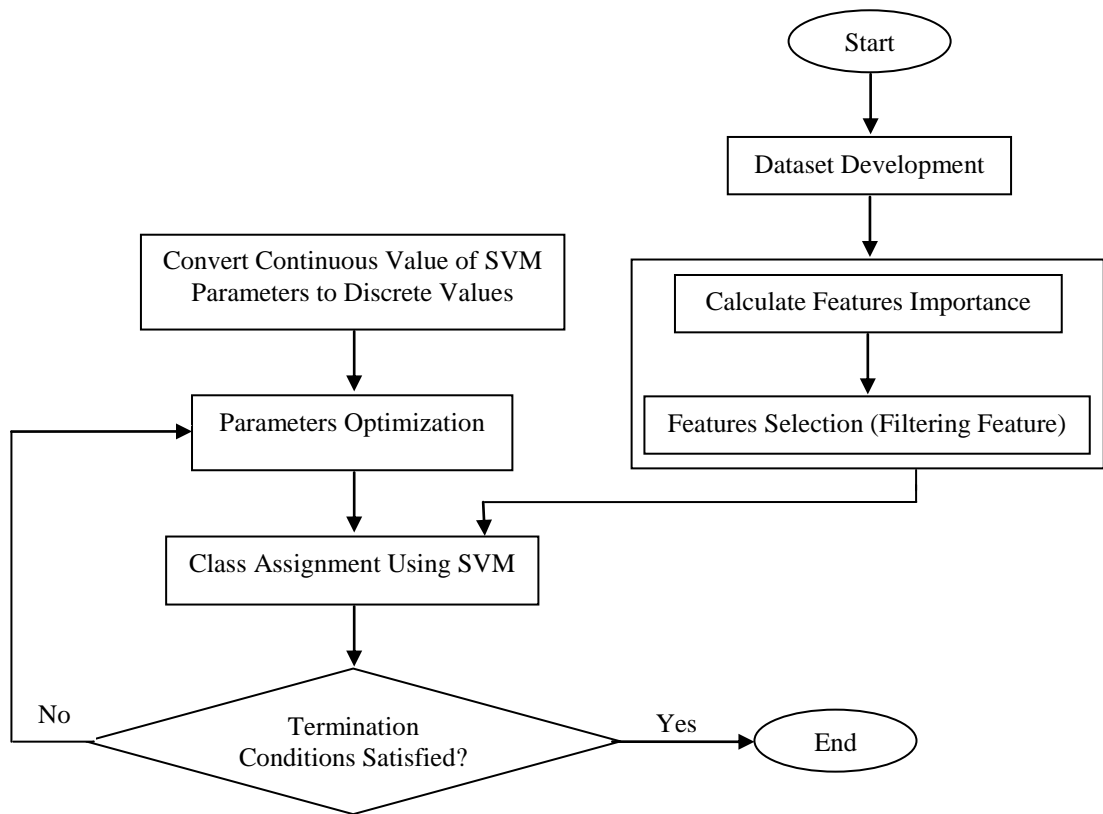 Start
Dataset Development
Convert Continuous Value of SVM
Parameters to Discrete Values
Calculate Features Importance
Parameters Optimization
Features Selection (Filtering Feature)
Class Assignment Using SVM
No
Termination
Conditions Satisfied?
Yes
End